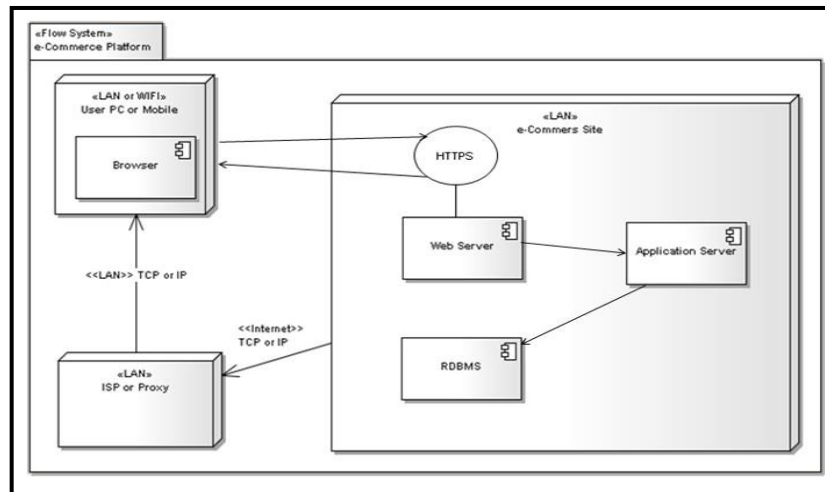 «Flow System»
e-Commerce Platform
«LAN or WIFI»
User PC or Mobile
Browser
«LAN»
e-Commers Site
HTTPS
Web Server
Application Server
<<LAN>> TCP or IP
<<Internet>>
TCP or IP
RDBMS
«LAN»
ISP or Proxy